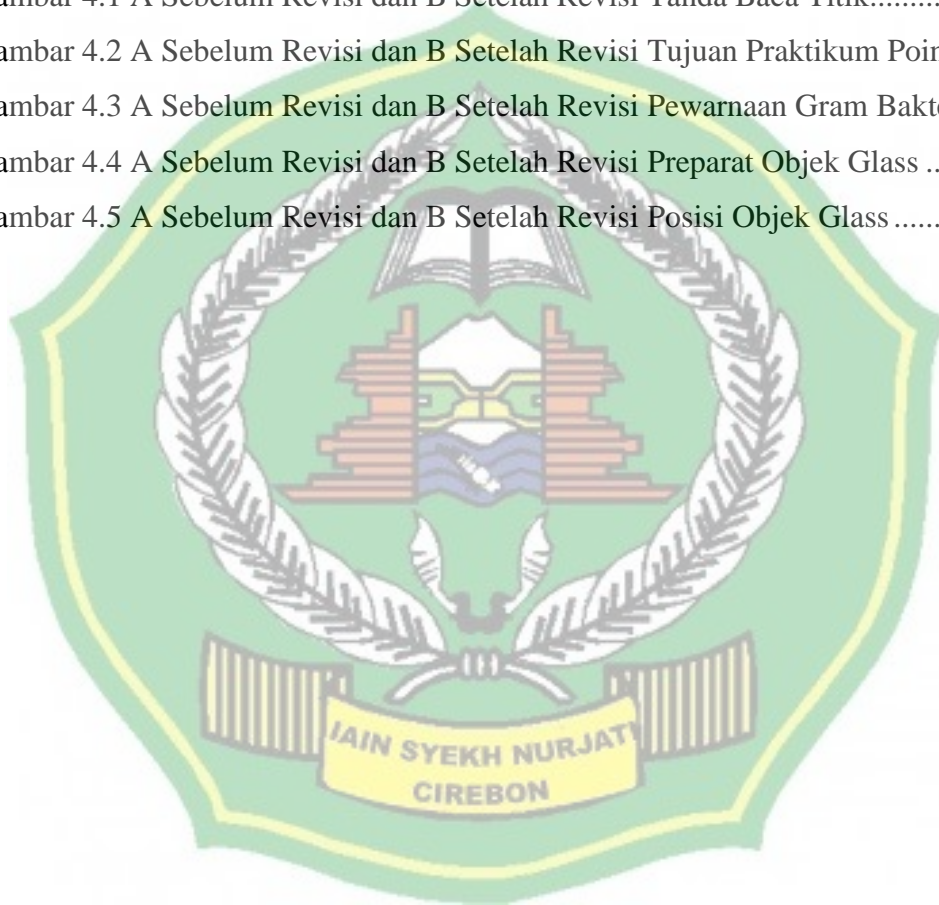 ambar 4.1 A Sebelum Revisi dan B Setelah Revisi Tanda Baca Titik.........
ambar 4.2 A Sebelum Revisi dan B Setelah Revisi Tujuan Praktikum Poin
ambar 4.3 A Sebelum Revisi dan B Setelah Revisi Pewarnaan Gram Bakte
ambar 4.4 A Sebelum Revisi dan B Setelah Revisi Preparat Objek Glass ..
ambar 4.5 A Sebelum Revisi dan B Setelah Revisi Posisi Objek Glass ......
IAIN SYEKH NURJATI
CIREBON